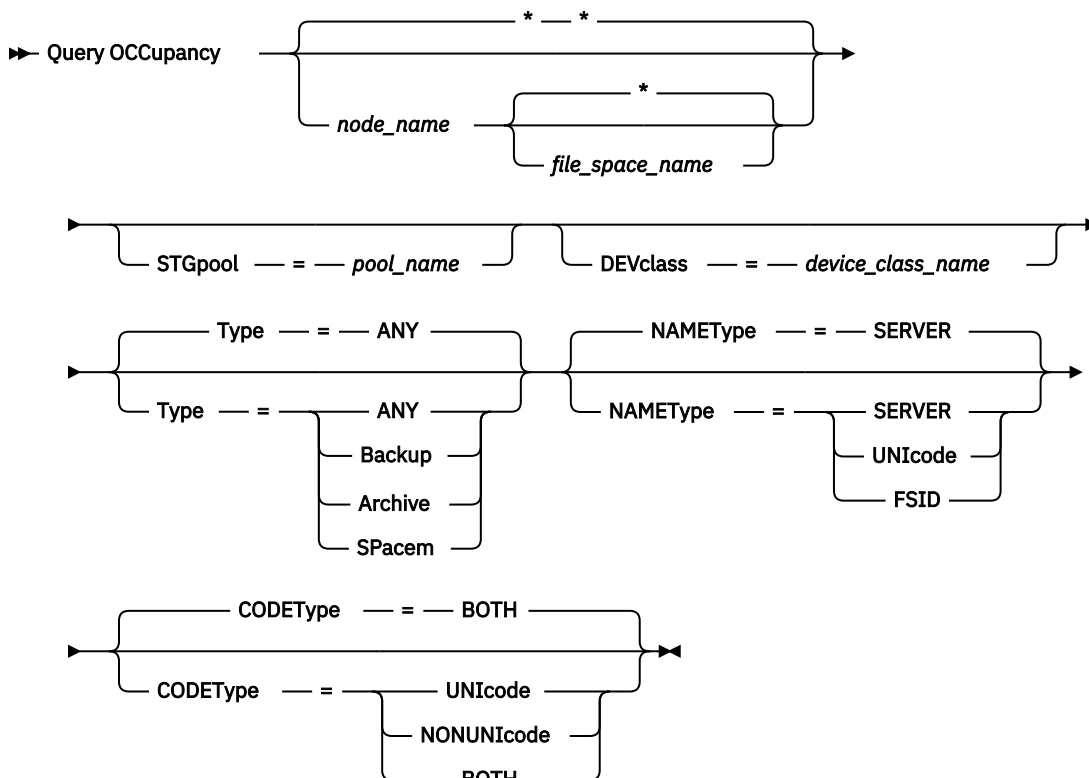 * *
Query OCCupancy
node_name *
file_space_name
STGpool = pool_name DEVclass = device_class_name
Type = ANY NAMEType = SERVER
Type = ANY NAMEType = SERVER
Backup UNIcode
Archive FSID
SPacem
CODEType = BOTH
CODEType = UNIcode
NONUNIcode
BOTH